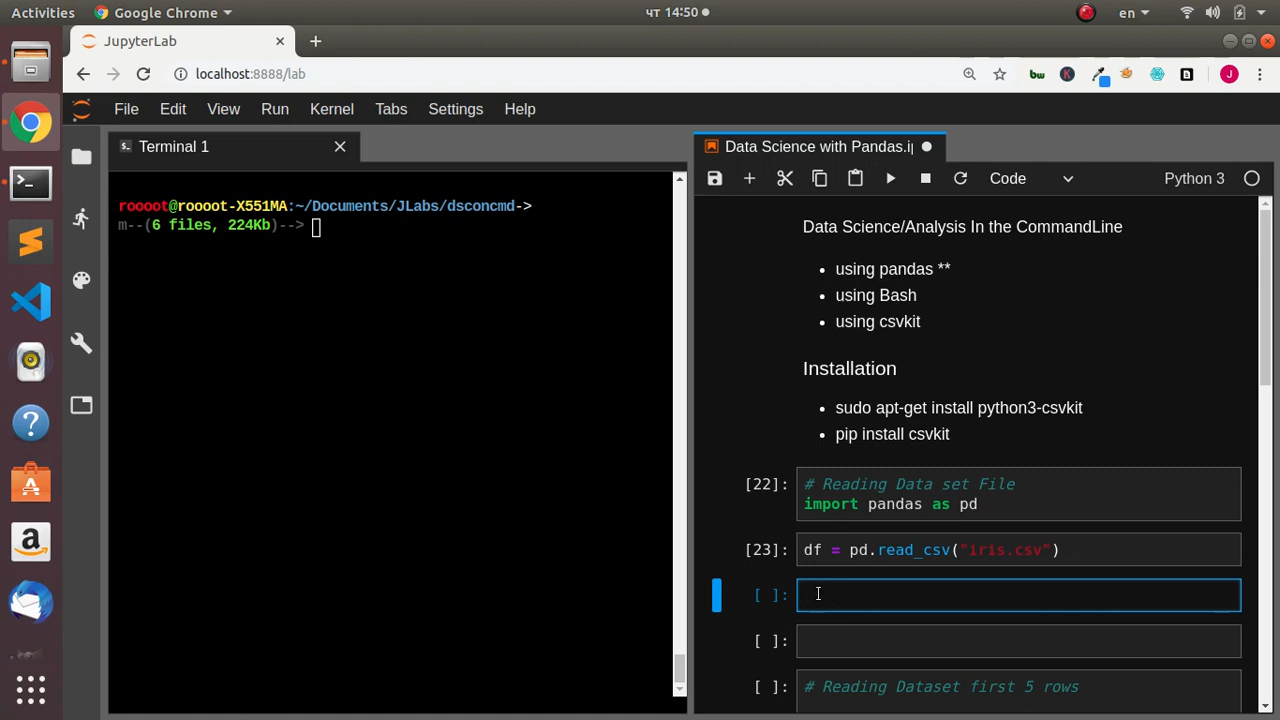 Activities
Google Chrome
чт 14:50
en
JupyterLab
localhost:8888/lab
bw
K
J
File Edit View Run Kernel Tabs Settings Help
Terminal 1
Data Science with Pandas.ip
Code
Python 3
roooot@roooot-X551MA:~/Documents/JLabs/dsconcmd->
m--(6 files, 224Kb)-->
Data Science/Analysis In the CommandLine
• using pandas **
• using Bash
• using csvkit
Installation
• sudo apt-get install python3-csvkit
• pip install csvkit
[22]: # Reading Data set File
import pandas as pd
[23]: df = pd.read_csv("iris.csv")
[ ]:
[ ]:
[ ]: # Reading Dataset first 5 rows